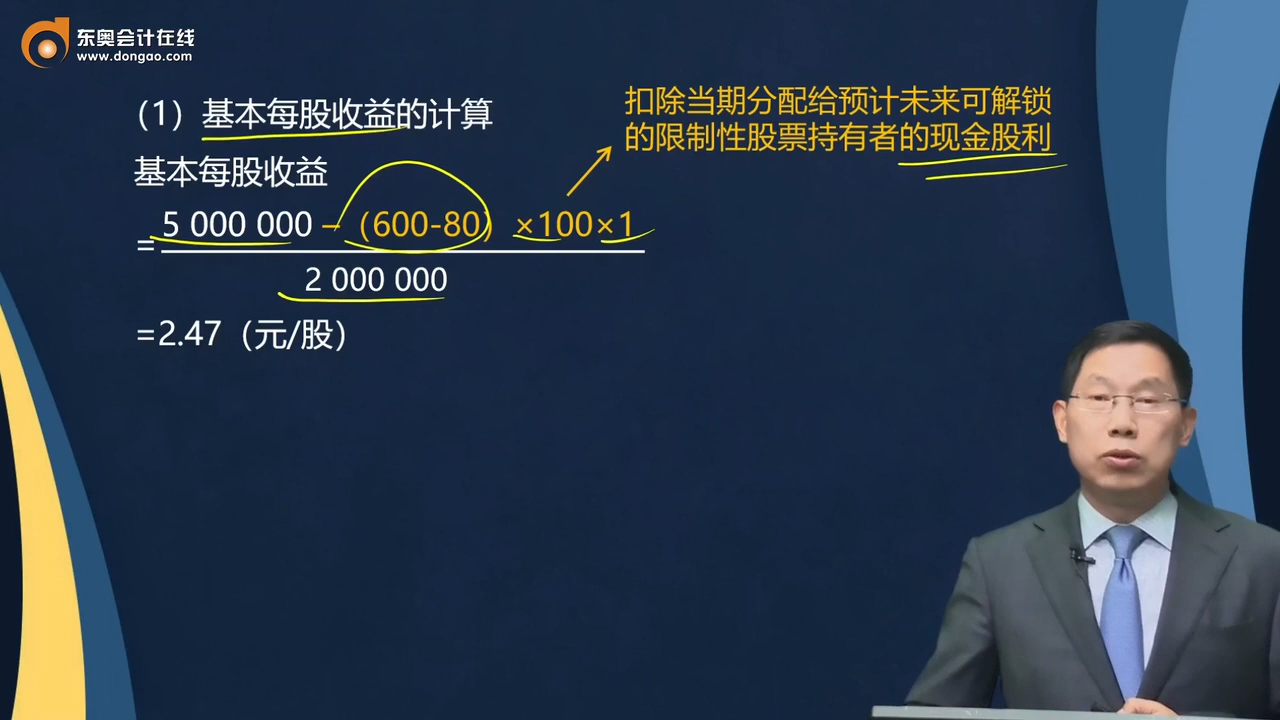 东奥会计在线
www.dongao.com
（1）基本每股收益的计算
扣除当期分配给预计未来可解锁
的限制性股票持有者的现金股利
基本每股收益
=
5 000 000 –（600-80）×100×1
2 000 000
=2.47（元/股）